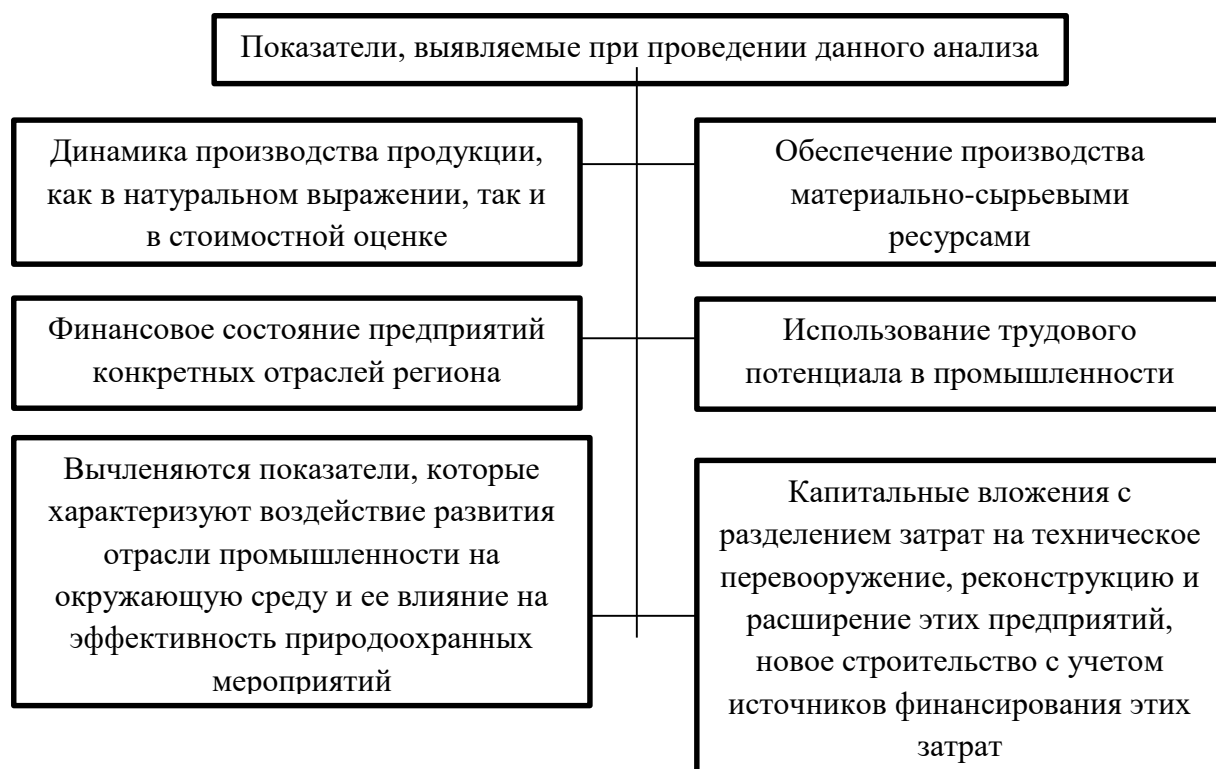 Показатели, выявляемые при проведении данного анализа
Динамика производства продукции,
как в натуральном выражении, так и
в стоимостной оценке
Обеспечение производства
материально-сырьевыми
ресурсами
Финансовое состояние предприятий
конкретных отраслей региона
Использование трудового
потенциала в промышленности
Вычленяются показатели, которые
характеризуют воздействие развития
отрасли промышленности на
окружающую среду и ее влияние на
эффективность природоохранных
мероприятий
Капитальные вложения с
разделением затрат на техническое
перевооружение, реконструкцию и
расширение этих предприятий,
новое строительство с учетом
источников финансирования этих
затрат